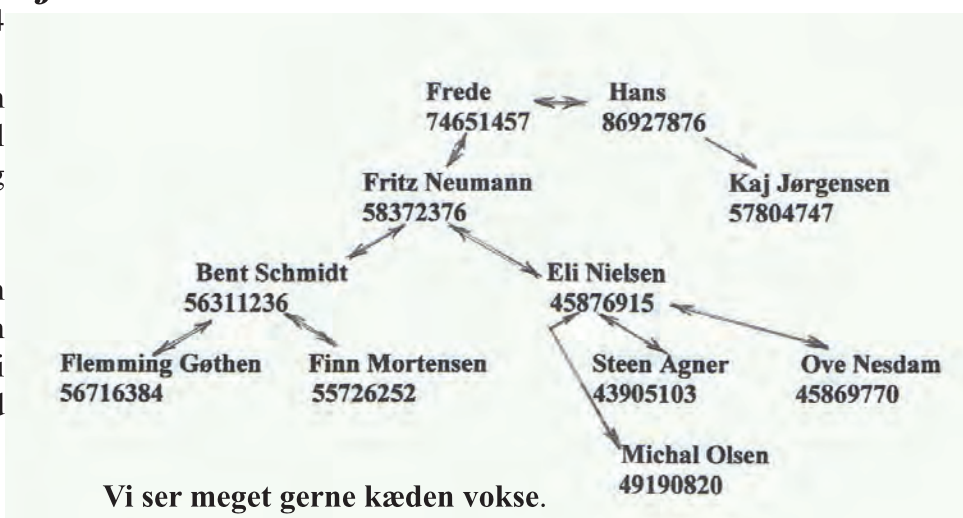 Frede
74651457
Hans
86927876
Fritz Neumann
58372376
Kaj Jørgensen
57804747
Bent Schmidt
56311236
Eli Nielsen
45876915
Flemming Gøthen
56716384
Finn Mortensen
55726252
Steen Agner
43905103
Ove Nesdam
45869770
Michal Olsen
49190820
Vi ser meget gerne kæden vokse.